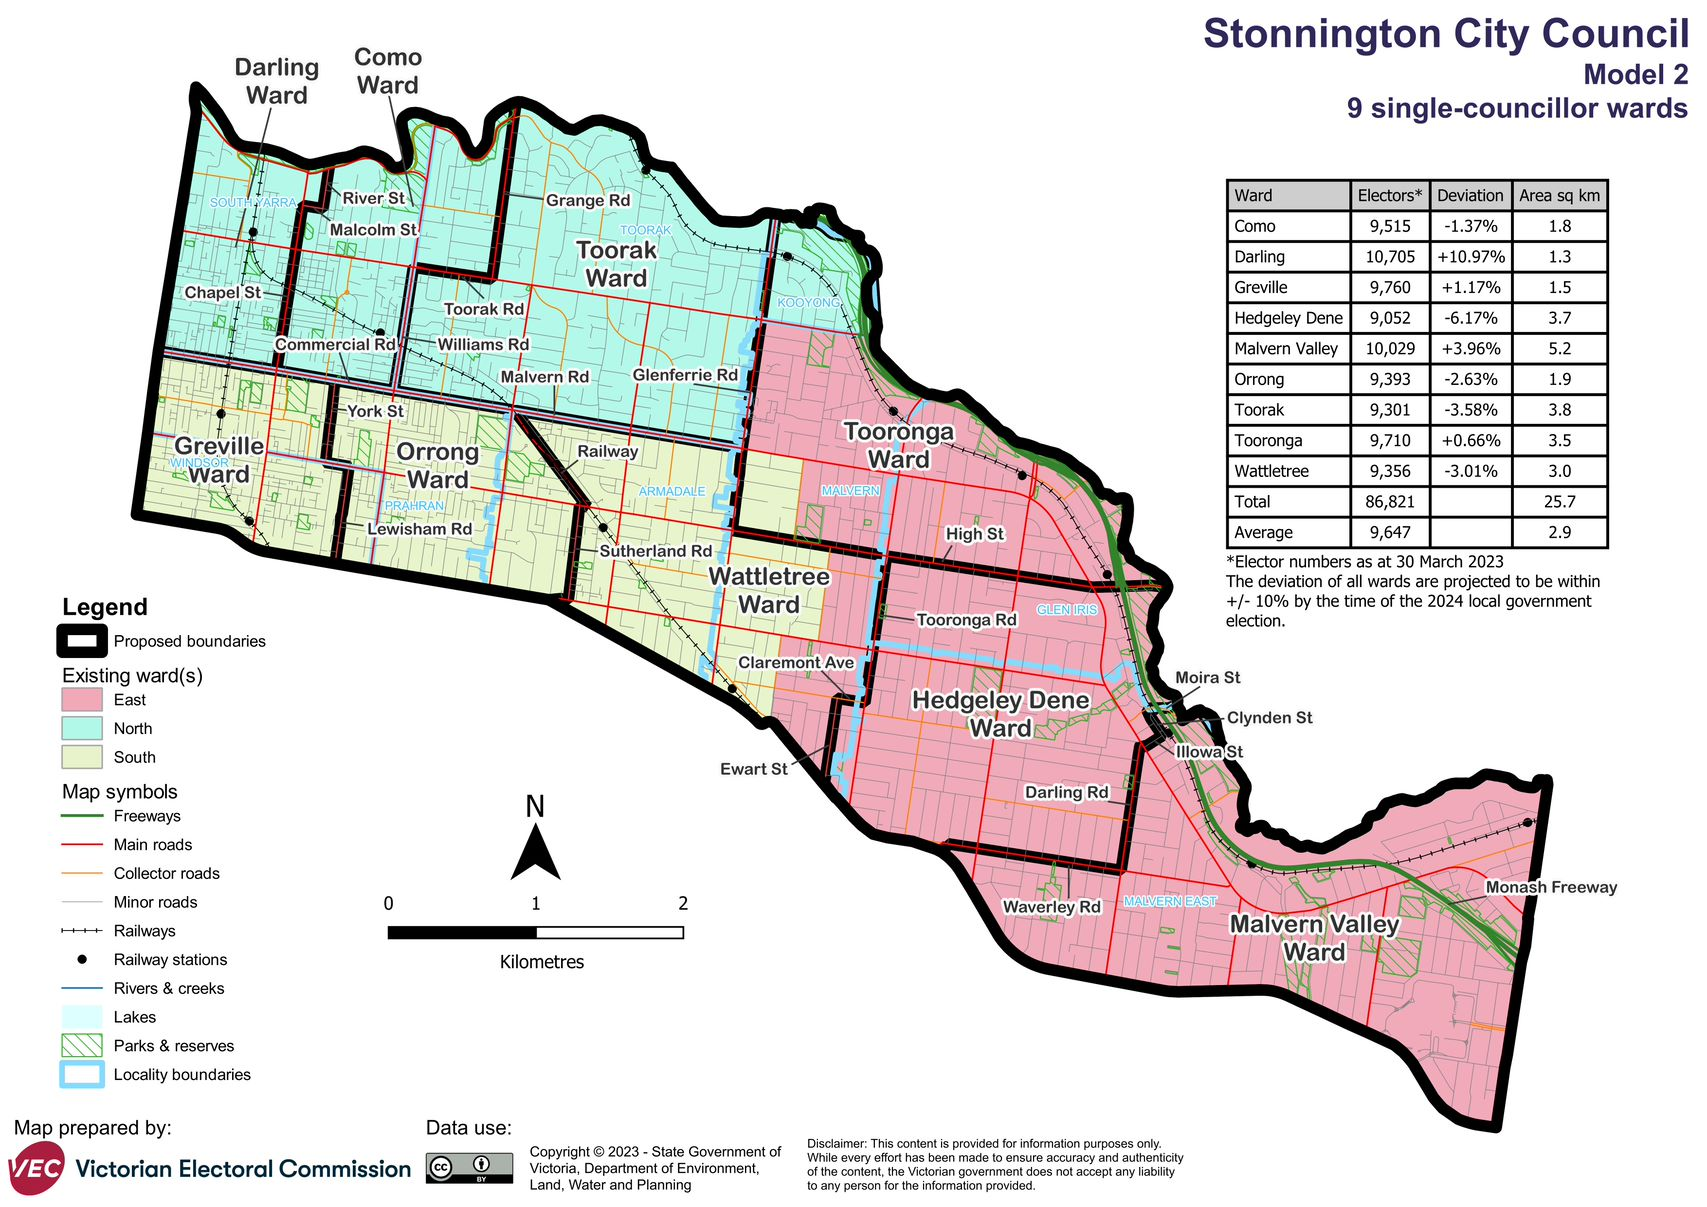 Stonnington City Council
Model 2
9 single-councillor wards
Darling
Ward
Como
Ward
River St
Malcolm St
SOUTH YARRA
Grange Rd
TOORAK
Toorak
Ward
Chapel St
Toorak Rd
KOOYONG
Commercial Rd
Williams Rd
Malvern Rd
Glenferrie Rd
York St
Greville
Ward
WINDSOR
Orrong
Ward
PRAHRAN
Railway
ARMADALE
Tooronga
Ward
MALVERN
Lewisham Rd
Sutherland Rd
High St
Wattletree
Ward
Tooronga Rd
GLEN IRIS
Claremont Ave
Hedgeley Dene
Ward
Moira St
Clynden St
Illowa St
Ewart St
Darling Rd
Waverley Rd
MALVERN EAST
Monash Freeway
Malvern Valley
Ward
Ward Electors* Deviation Area sq km
Como 9,515 -1.37% 1.8
Darling 10,705 +10.97% 1.3
Greville 9,760 +1.17% 1.5
Hedgeley Dene 9,052 -6.17% 3.7
Malvern Valley 10,029 +3.96% 5.2
Orrong 9,393 -2.63% 1.9
Toorak 9,301 -3.58% 3.8
Tooronga 9,710 +0.66% 3.5
Wattletree 9,356 -3.01% 3.0
Total 86,821 25.7
Average 9,647 2.9
*Elector numbers as at 30 March 2023
The deviation of all wards are projected to be within
+/- 10% by the time of the 2024 local government
election.
Legend
Proposed boundaries
Existing ward(s)
East
North
South
Map symbols
Freeways
Main roads
Collector roads
Minor roads
Railways
Railway stations
Rivers & creeks
Lakes
Parks & reserves
Locality boundaries
N
0 1 2
Kilometres
Map prepared by:
VEC Victorian Electoral Commission
Data use:
cc BY
Copyright © 2023 - State Government of
Victoria, Department of Environment,
Land, Water and Planning
Disclaimer: This content is provided for information purposes only.
While every effort has been made to ensure accuracy and authenticity
of the content, the Victorian government does not accept any liability
to any person for the information provided.